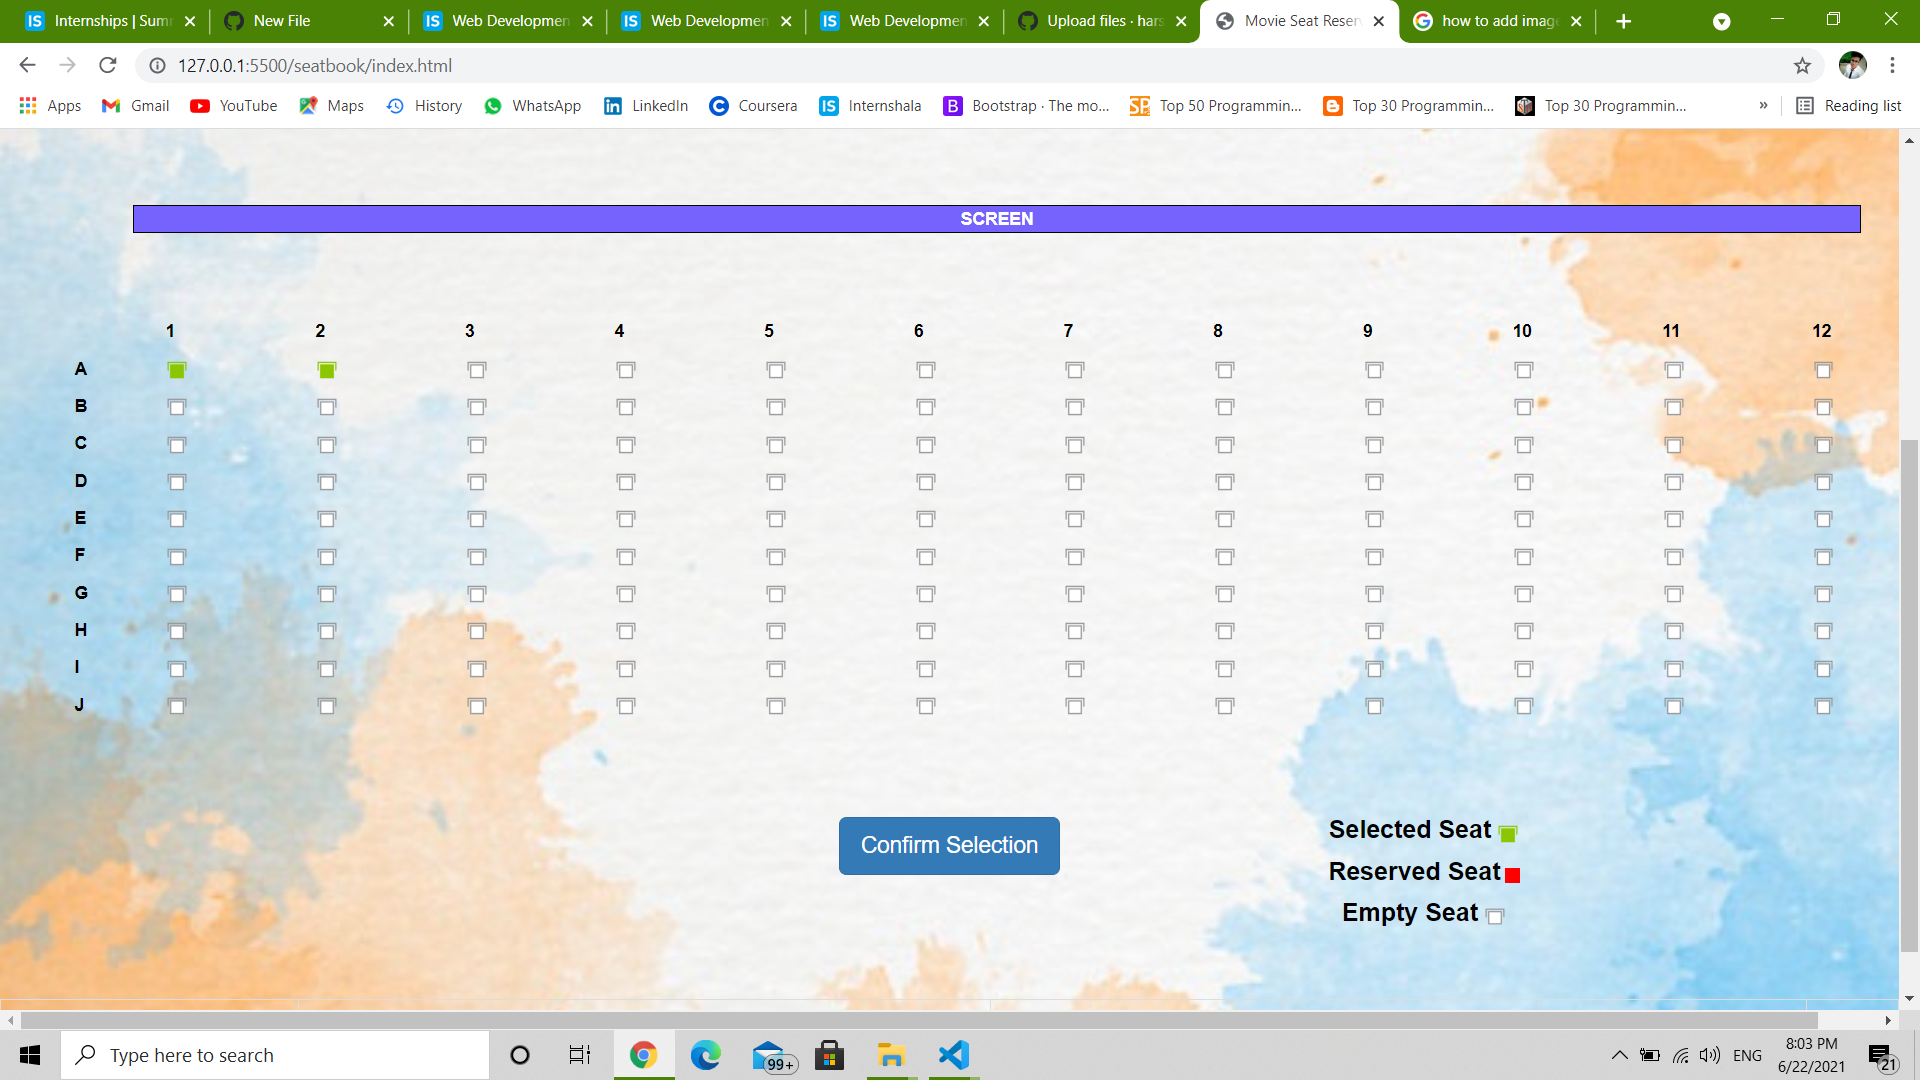 Internships | Sum
New File
Web Developmen
Web Developmen
Web Developmen
Upload files · hars
Movie Seat Reser
how to add image
127.0.0.1:5500/seatbook/index.html
Apps Gmail YouTube Maps History WhatsApp LinkedIn Coursera Internshala Bootstrap · The mo... Top 50 Programmin... Top 30 Programmin... Top 30 Programmin... » Reading list
SCREEN
1 2 3 4 5 6 7 8 9 10 11 12
A
B
C
D
E
F
G
H
I
J
Confirm Selection
Selected Seat
Reserved Seat
Empty Seat
Type here to search
99+
ENG
8:03 PM
6/22/2021
21